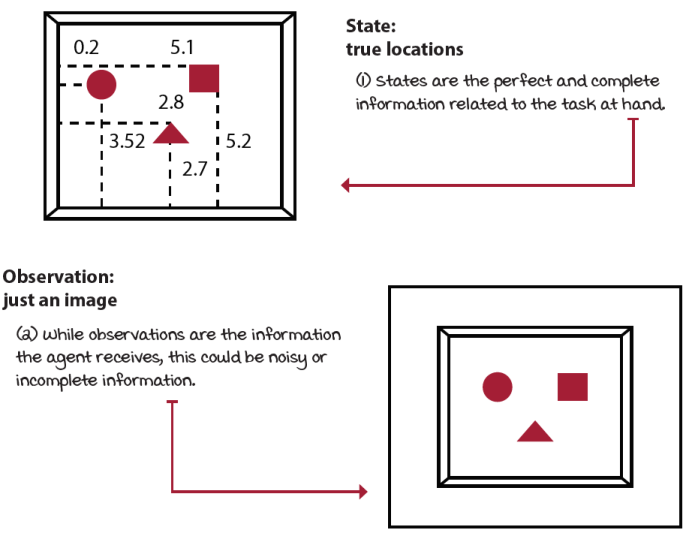 State:
true locations
(1) States are the perfect and complete
information related to the task at hand.
0.2
5.1
2.8
3.52
5.2
2.7
Observation:
just an image
(2) While observations are the information
the agent receives, this could be noisy or
incomplete information.